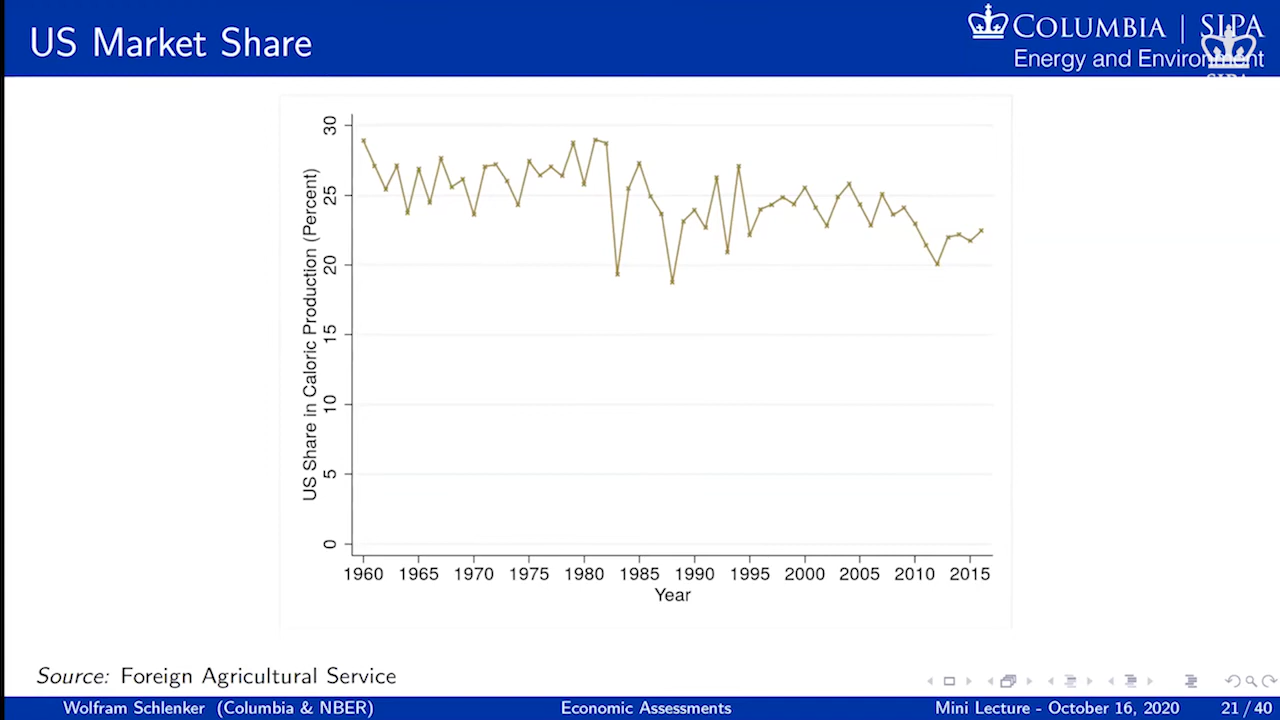 US Market Share
COLUMBIA | SIPA
Energy and Environment
SIPA
US Share in Caloric Production (Percent)
30
25
20
15
10
5
0
1960 1965 1970 1975 1980 1985 1990 1995 2000 2005 2010 2015
Year
Source: Foreign Agricultural Service
Wolfram Schlenker (Columbia & NBER) Economic Assessments Mini Lecture - October 16, 2020 21 / 40